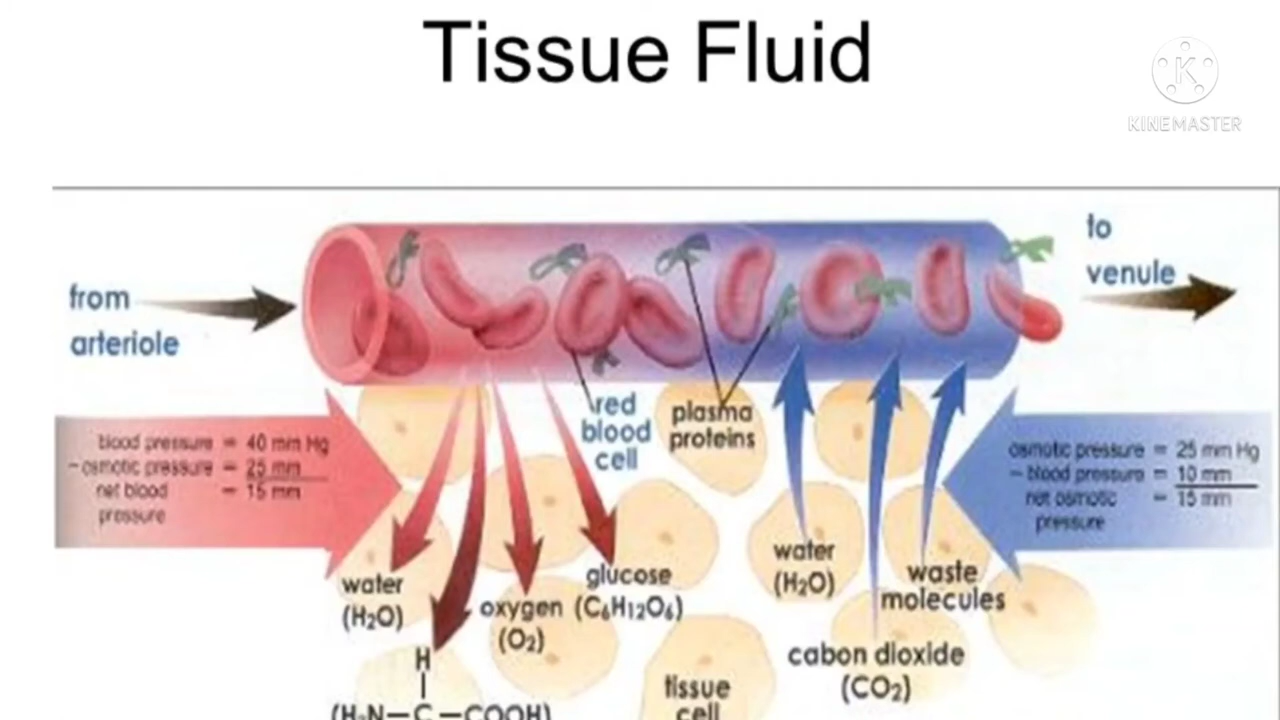 Tissue Fluid
KINEMASTER
from
arteriole
to
venule
blood pressure = 40 mm Hg
- osmotic pressure = 25 mm
net blood = 15 mm
pressure
red
blood
cell
plasma
proteins
osmotic pressure = 25 mm Hg
- blood pressure = 10 mm
net osmotic = 15 mm
pressure
water
(H2O)
oxygen
(O2)
glucose
(C6H12O6)
water
(H2O)
waste
molecules
cabon dioxide
(CO2)
H
(H2N—C—COOH)
tissue
cell